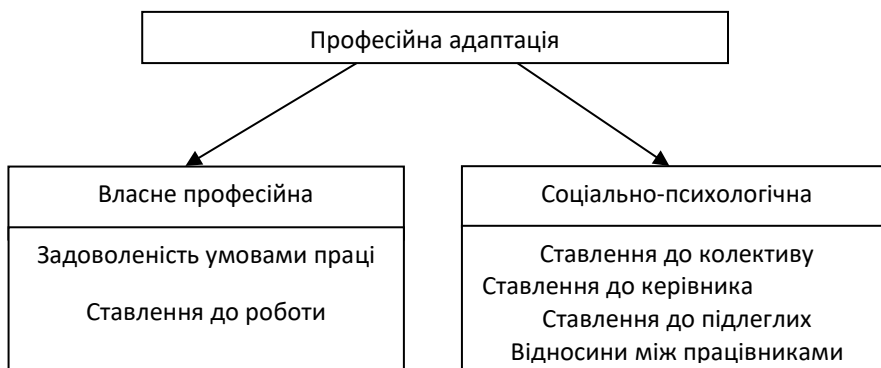 Професійна адаптація
Власне професійна
Задоволеність умовами праці
Ставлення до роботи
Соціально-психологічна
Ставлення до колективу
Ставлення до керівника
Ставлення до підлеглих
Відносини між працівниками